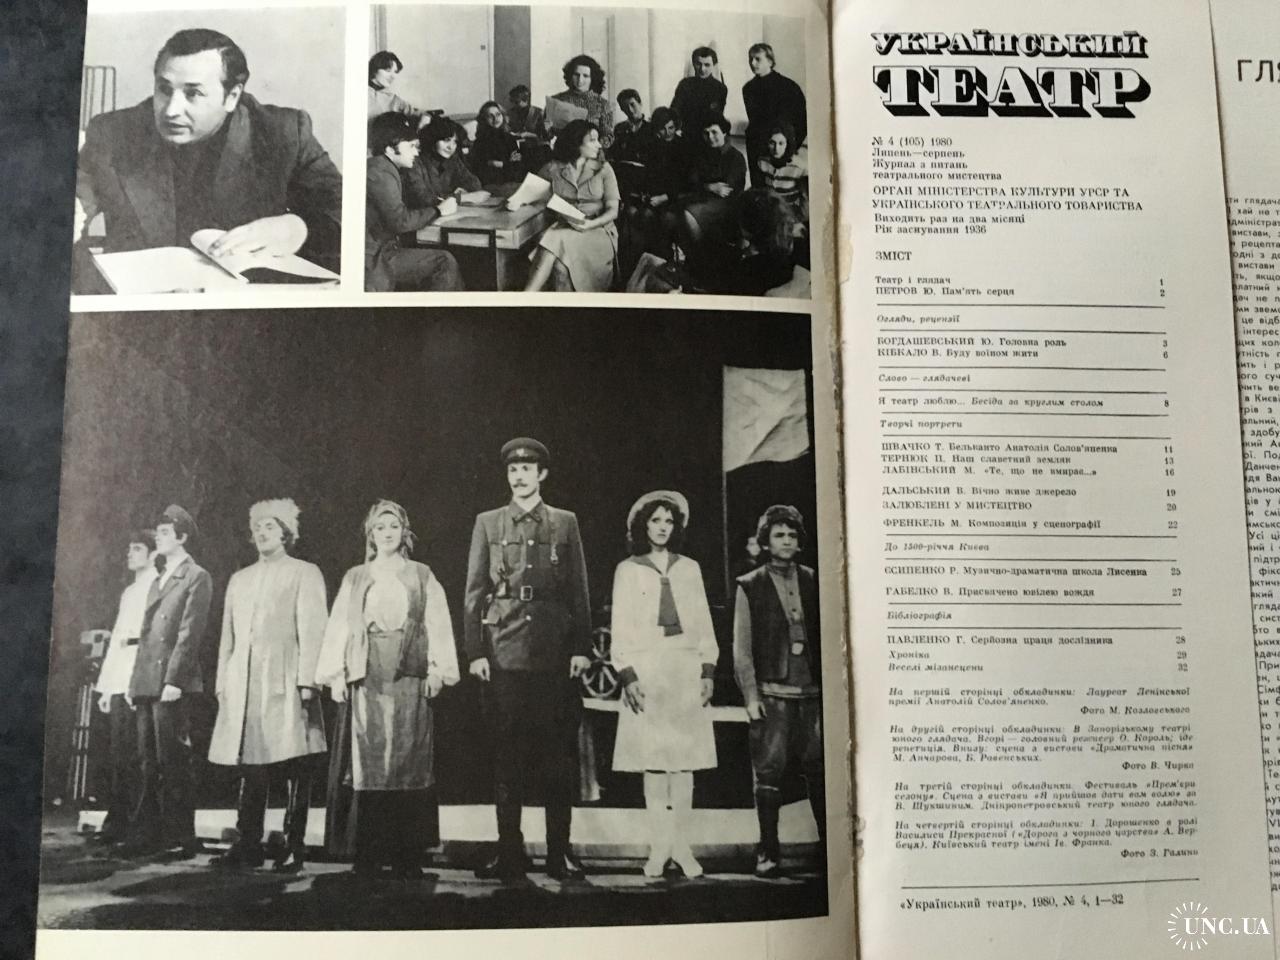 УКРАЇНСЬКИЙ
ТЕАТР
№ 4 (105) 1980
Липень—серпень
Журнал з питань
театрального мистецтва
ОРГАН МІНІСТЕРСТВА КУЛЬТУРИ УРСР ТА
УКРАЇНСЬКОГО ТЕАТРАЛЬНОГО ТОВАРИСТВА
Виходить раз на два місяці
Рік заснування 1936
ЗМІСТ
Театр і глядач 1
ПЕТРОВ Ю. Пам'ять серця 2
Огляди, рецензії
БОГДАШЕВСЬКИЙ Ю. Головна роль 3
КІБКАЛО В. Буду воїном жити 6
Слово — глядачеві
Я театр люблю... Бесіда за круглим столом 8
Творчі портрети
ШВАЧКО Т. Бельканто Анатолія Солов'яненка 11
ТЕРНЮК П. Наш славетний земляк 13
ЛАБІНСЬКИЙ М. «Те, що не вмирає...» 16
ДАЛЬСЬКИЙ В. Вічно живе джерело 19
ЗАЛЮБЛЕНІ У МИСТЕЦТВО 20
ФРЕНКЕЛЬ М. Композиція у сценографії 22
До 1500-річчя Києва
ЄСИПЕНКО Р. Музично-драматична школа Лисенка 25
ГАБЕЛКО В. Присвячено ювілею вождя 27
Бібліографія
ПАВЛЕНКО Г. Серйозна праця дослідника 28
Хроніка 29
Веселі мізансцени 32
На першій сторінці обкладинки: Лауреат Ленінської
премії Анатолій Солов'яненко.
Фото М. Козловського
На другій сторінці обкладинки: В Запорізькому театрі
юного глядача. Вгорі — головний режисер О. Король; іде
репетиція. Внизу: сцена з вистави «Драматична пісня»
М. Анчарова, Б. Равенських.
Фото В. Чирка
На третій сторінці обкладинки. Фестиваль «Прем'єри
сезону». Сцена з вистави «Я прийшов дати вам волю» за
В. Шукшиним. Дніпропетровський театр юного глядача.
На четвертій сторінці обкладинки: І. Дорошенко в ролі
Василиси Прекрасної («Дорога з чорного царства» А. Вер-
беця). Київський театр імені Ів. Франка.
Фото З. Галини
«Український театр», 1980, № 4, 1—32
UNC.UA